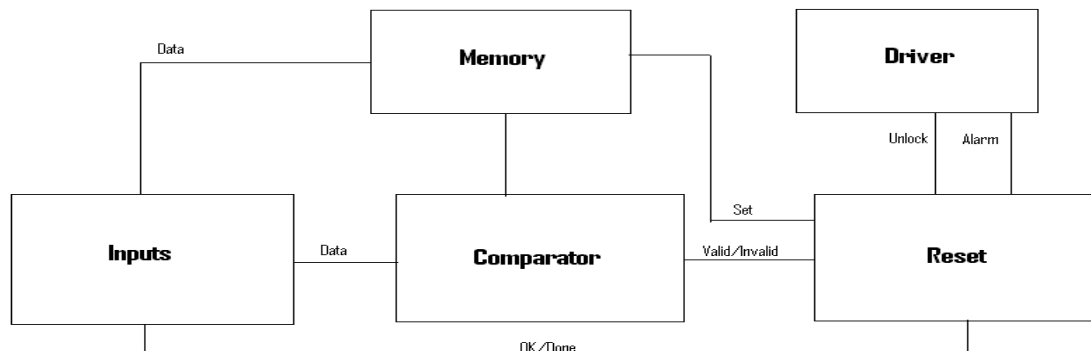 Data
Memory
Driver
Unlock
Alarm
Inputs
Data
Comparator
Set
Valid/Invalid
Reset
OK/Done